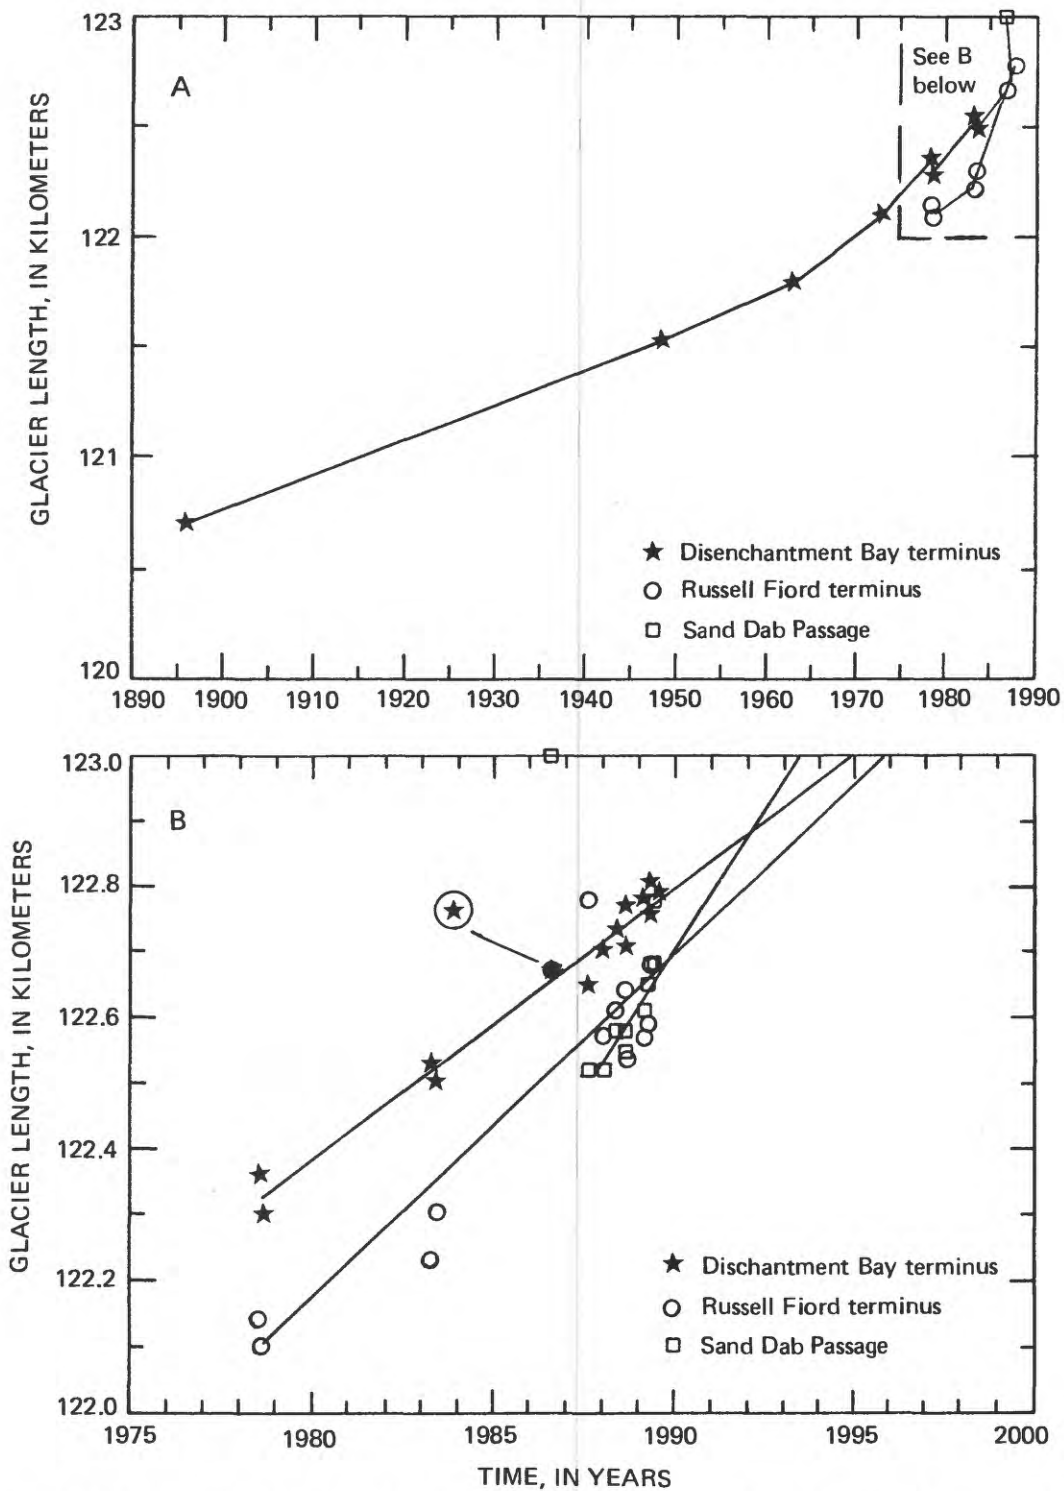 GLACIER LENGTH, IN KILOMETERS
123
122
121
120
A
See B
below
★ Disenchantment Bay terminus
○ Russell Fiord terminus
□ Sand Dab Passage
1890 1900 1910 1920 1930 1940 1950 1960 1970 1980 1990
GLACIER LENGTH, IN KILOMETERS
123.0
122.8
122.6
122.4
122.2
122.0
B
★ Dischantment Bay terminus
○ Russell Fiord terminus
□ Sand Dab Passage
1975 1980 1985 1990 1995 2000
TIME, IN YEARS